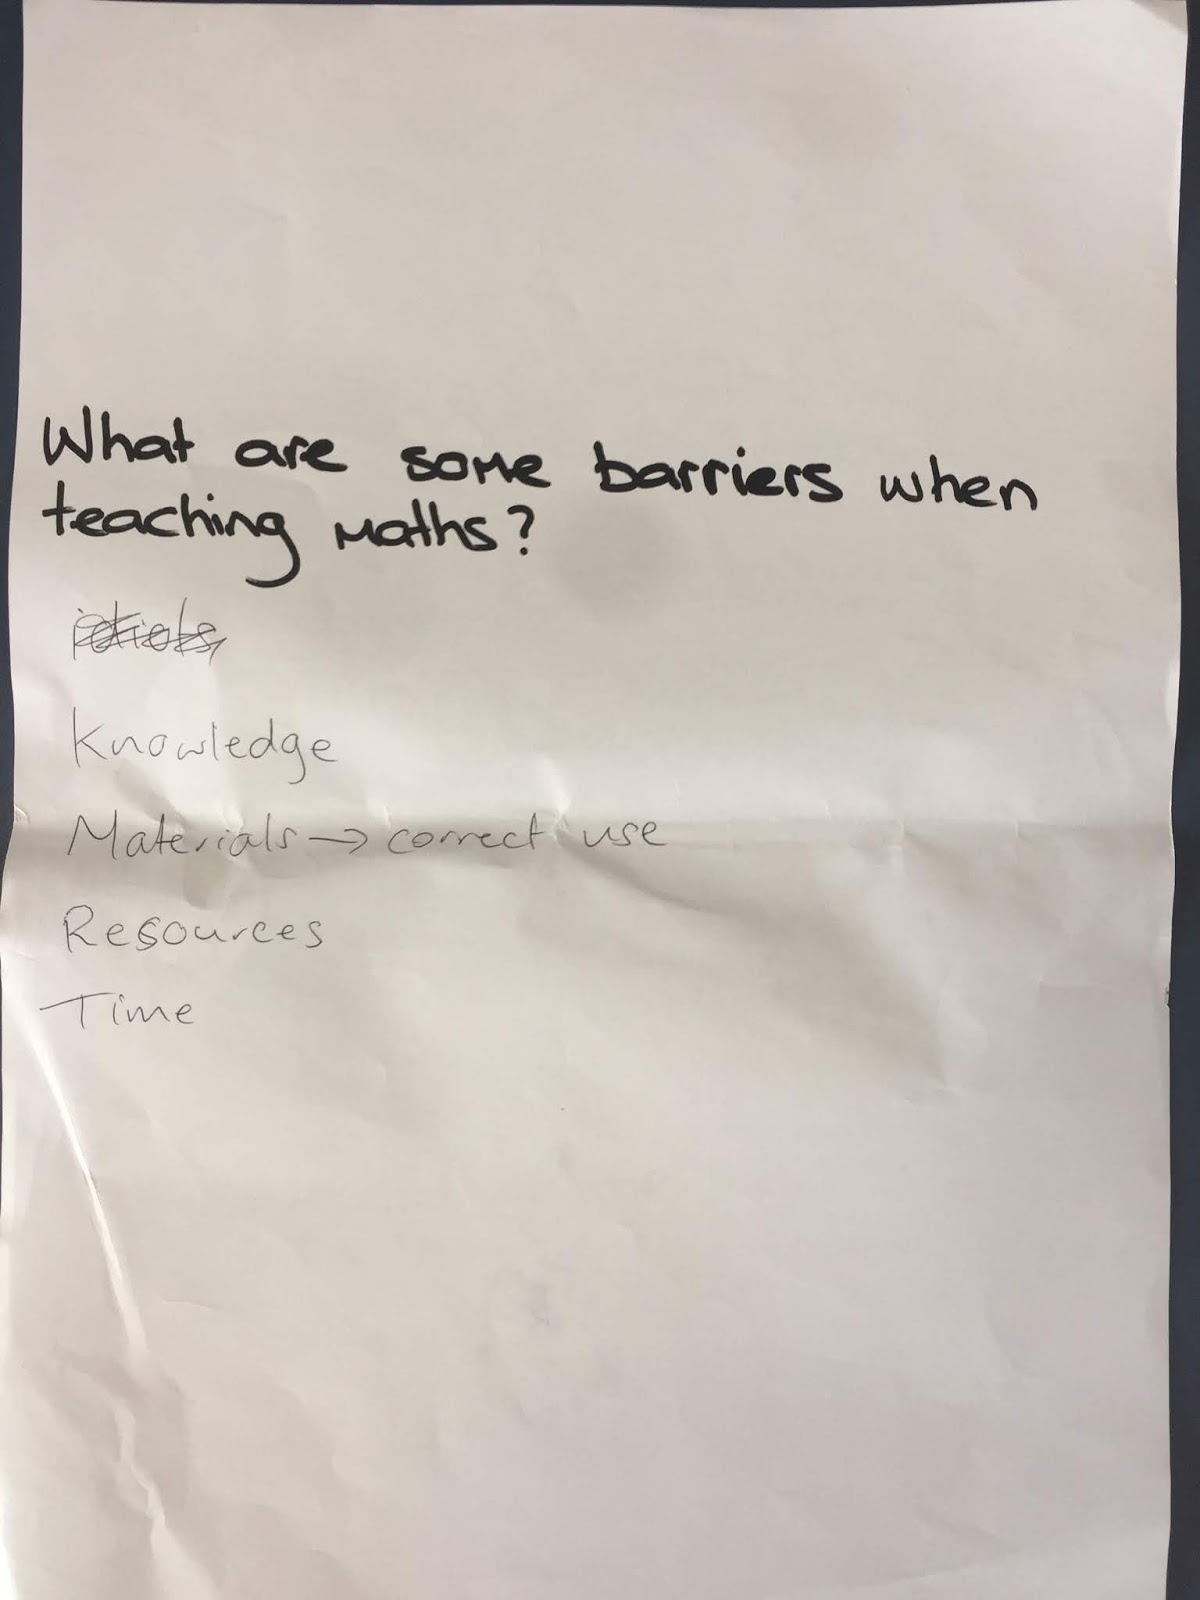 What are some barriers when
teaching maths?
Knowledge
Materials → correct use
Resources
Time